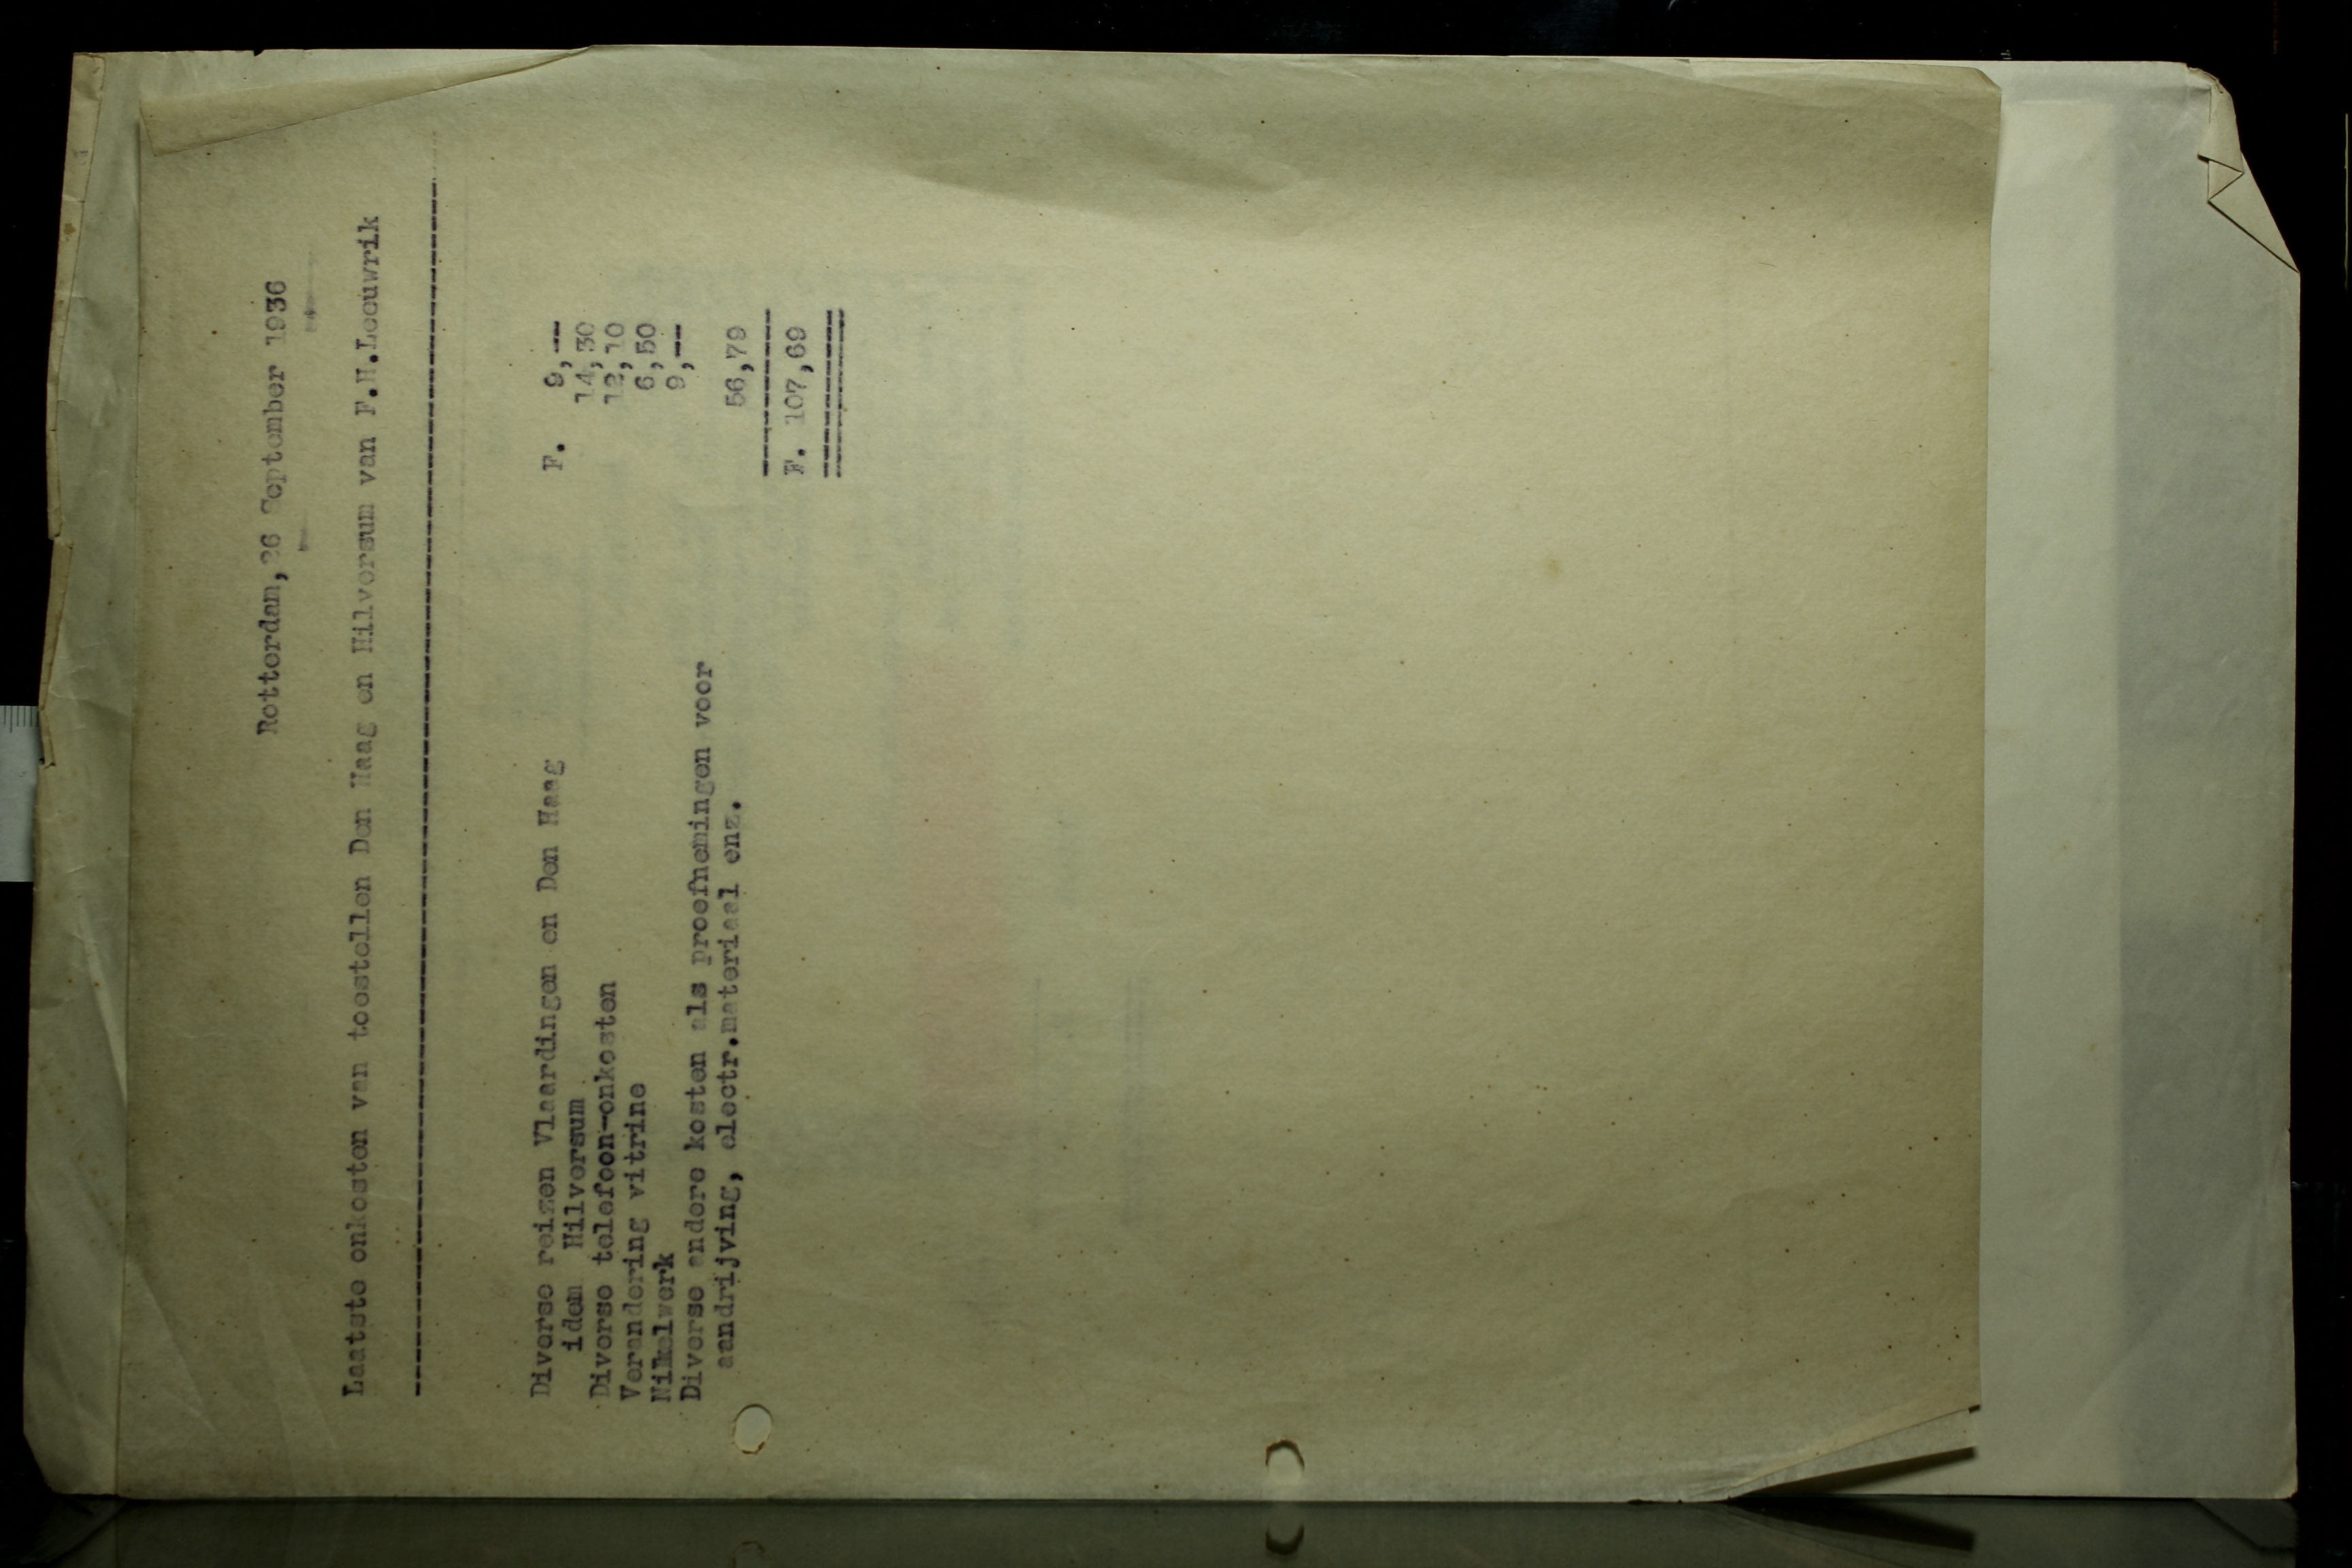 Rotterdam,26 September 1936
Laatste onkosten van toestellen Den Haag en Hilversum van F.H.Leeuwrik
Diverse reizen Vlaardingen en Den Haag F. 9,--
idem Hilversum 14,30
Diverse telefoon-onkosten 12,10
Verandering vitrine 6,50
Nikkelwerk 9,--
Diverse andere kosten als proefnemingen voor
aandrijving, electr.materiaal enz. 56,79
F. 107,69